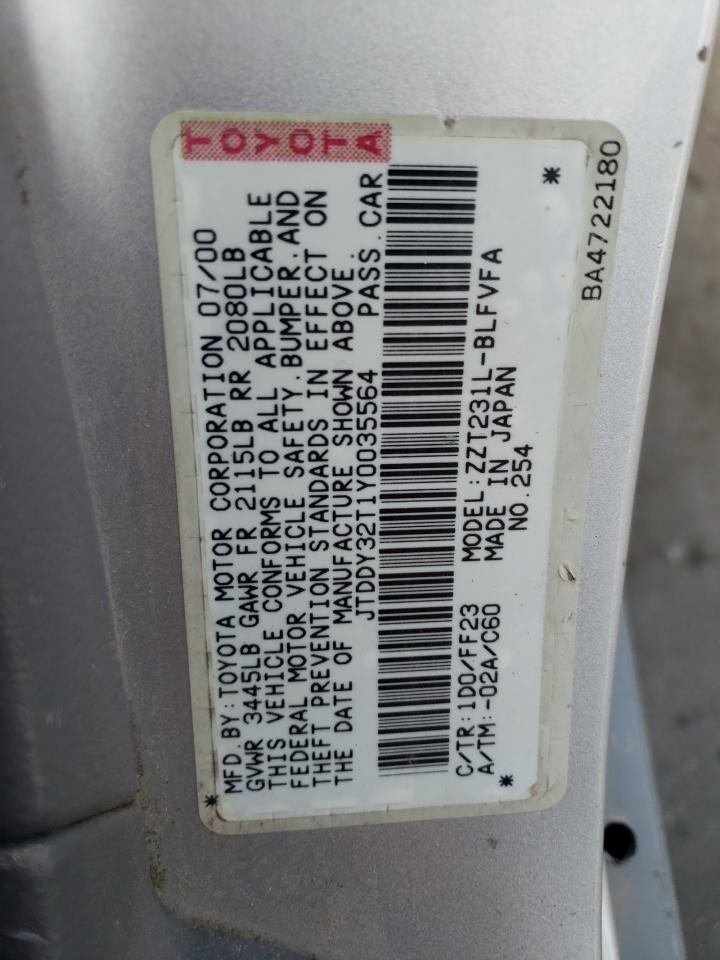 TOYOTA
MFD.BY:TOYOTA MOTOR CORPORATION 07/00
GVWR 3445LB GAWR FR 2115LB RR 2080LB
THIS VEHICLE CONFORMS TO ALL APPLICABLE
FEDERAL MOTOR VEHICLE SAFETY.BUMPER.AND
THEFT PREVENTION STANDARDS IN EFFECT ON
THE DATE OF MANUFACTURE SHOWN ABOVE.
JTDDY32T1Y0035564 PASS.CAR
C/TR:1D0/FF23 MODEL:ZZT231L-BLFVFA
A/TM:-02A/C60 MADE IN JAPAN
NO.254
BA4722180